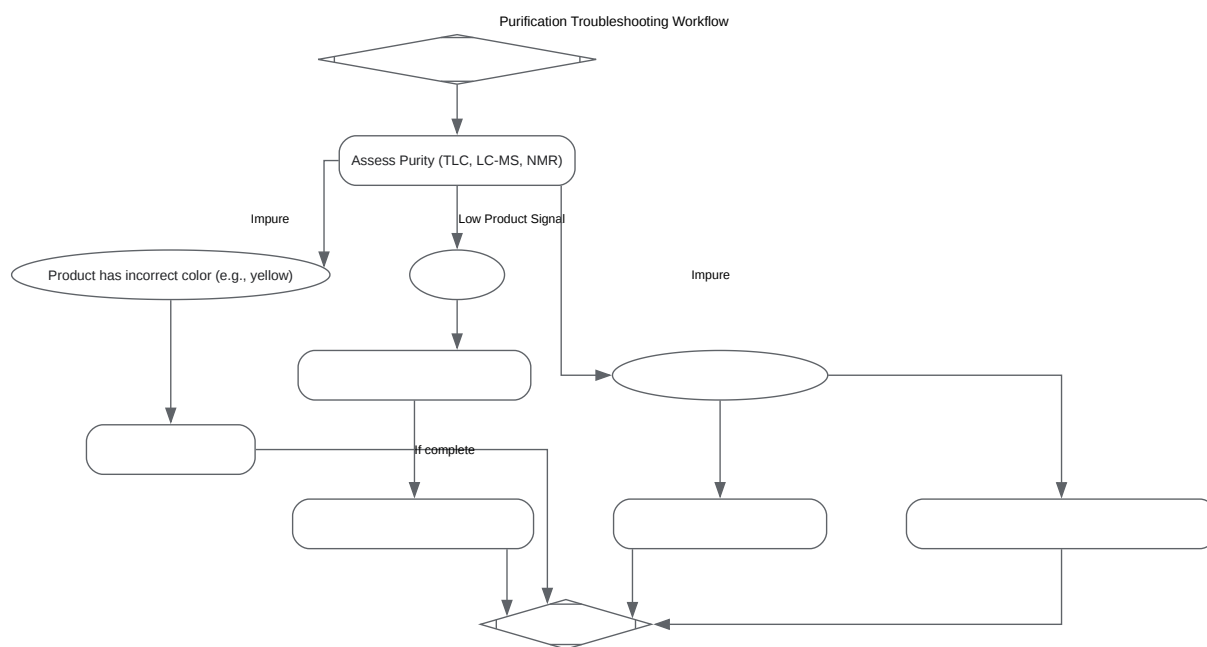 Purification Troubleshooting Workflow
Assess Purity (TLC, LC-MS, NMR)
Impure
Low Product Signal
Product has incorrect color (e.g., yellow)
Impure
If complete